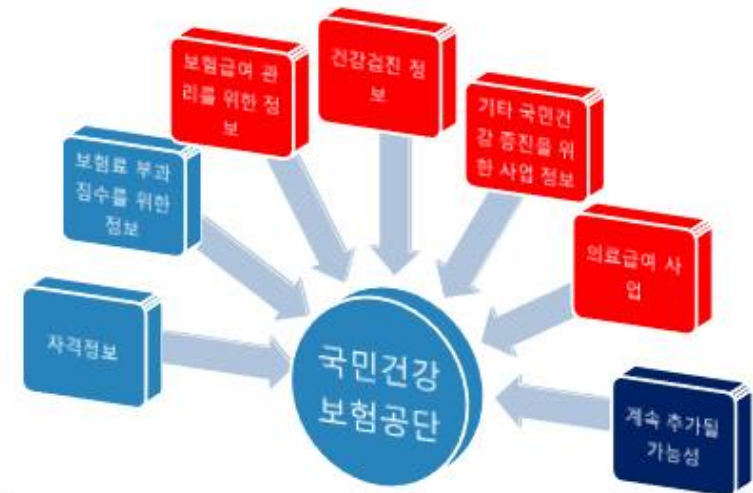 보험급여 관
리를 위한 정
보
건강검진 정
보
기타 국민건
강 증진을 위
한 사업 정보
보험료 부과
징수를 위한
정보
의료급여 사
업
자격정보
국민건강
보험공단
계속 추가될
가능성